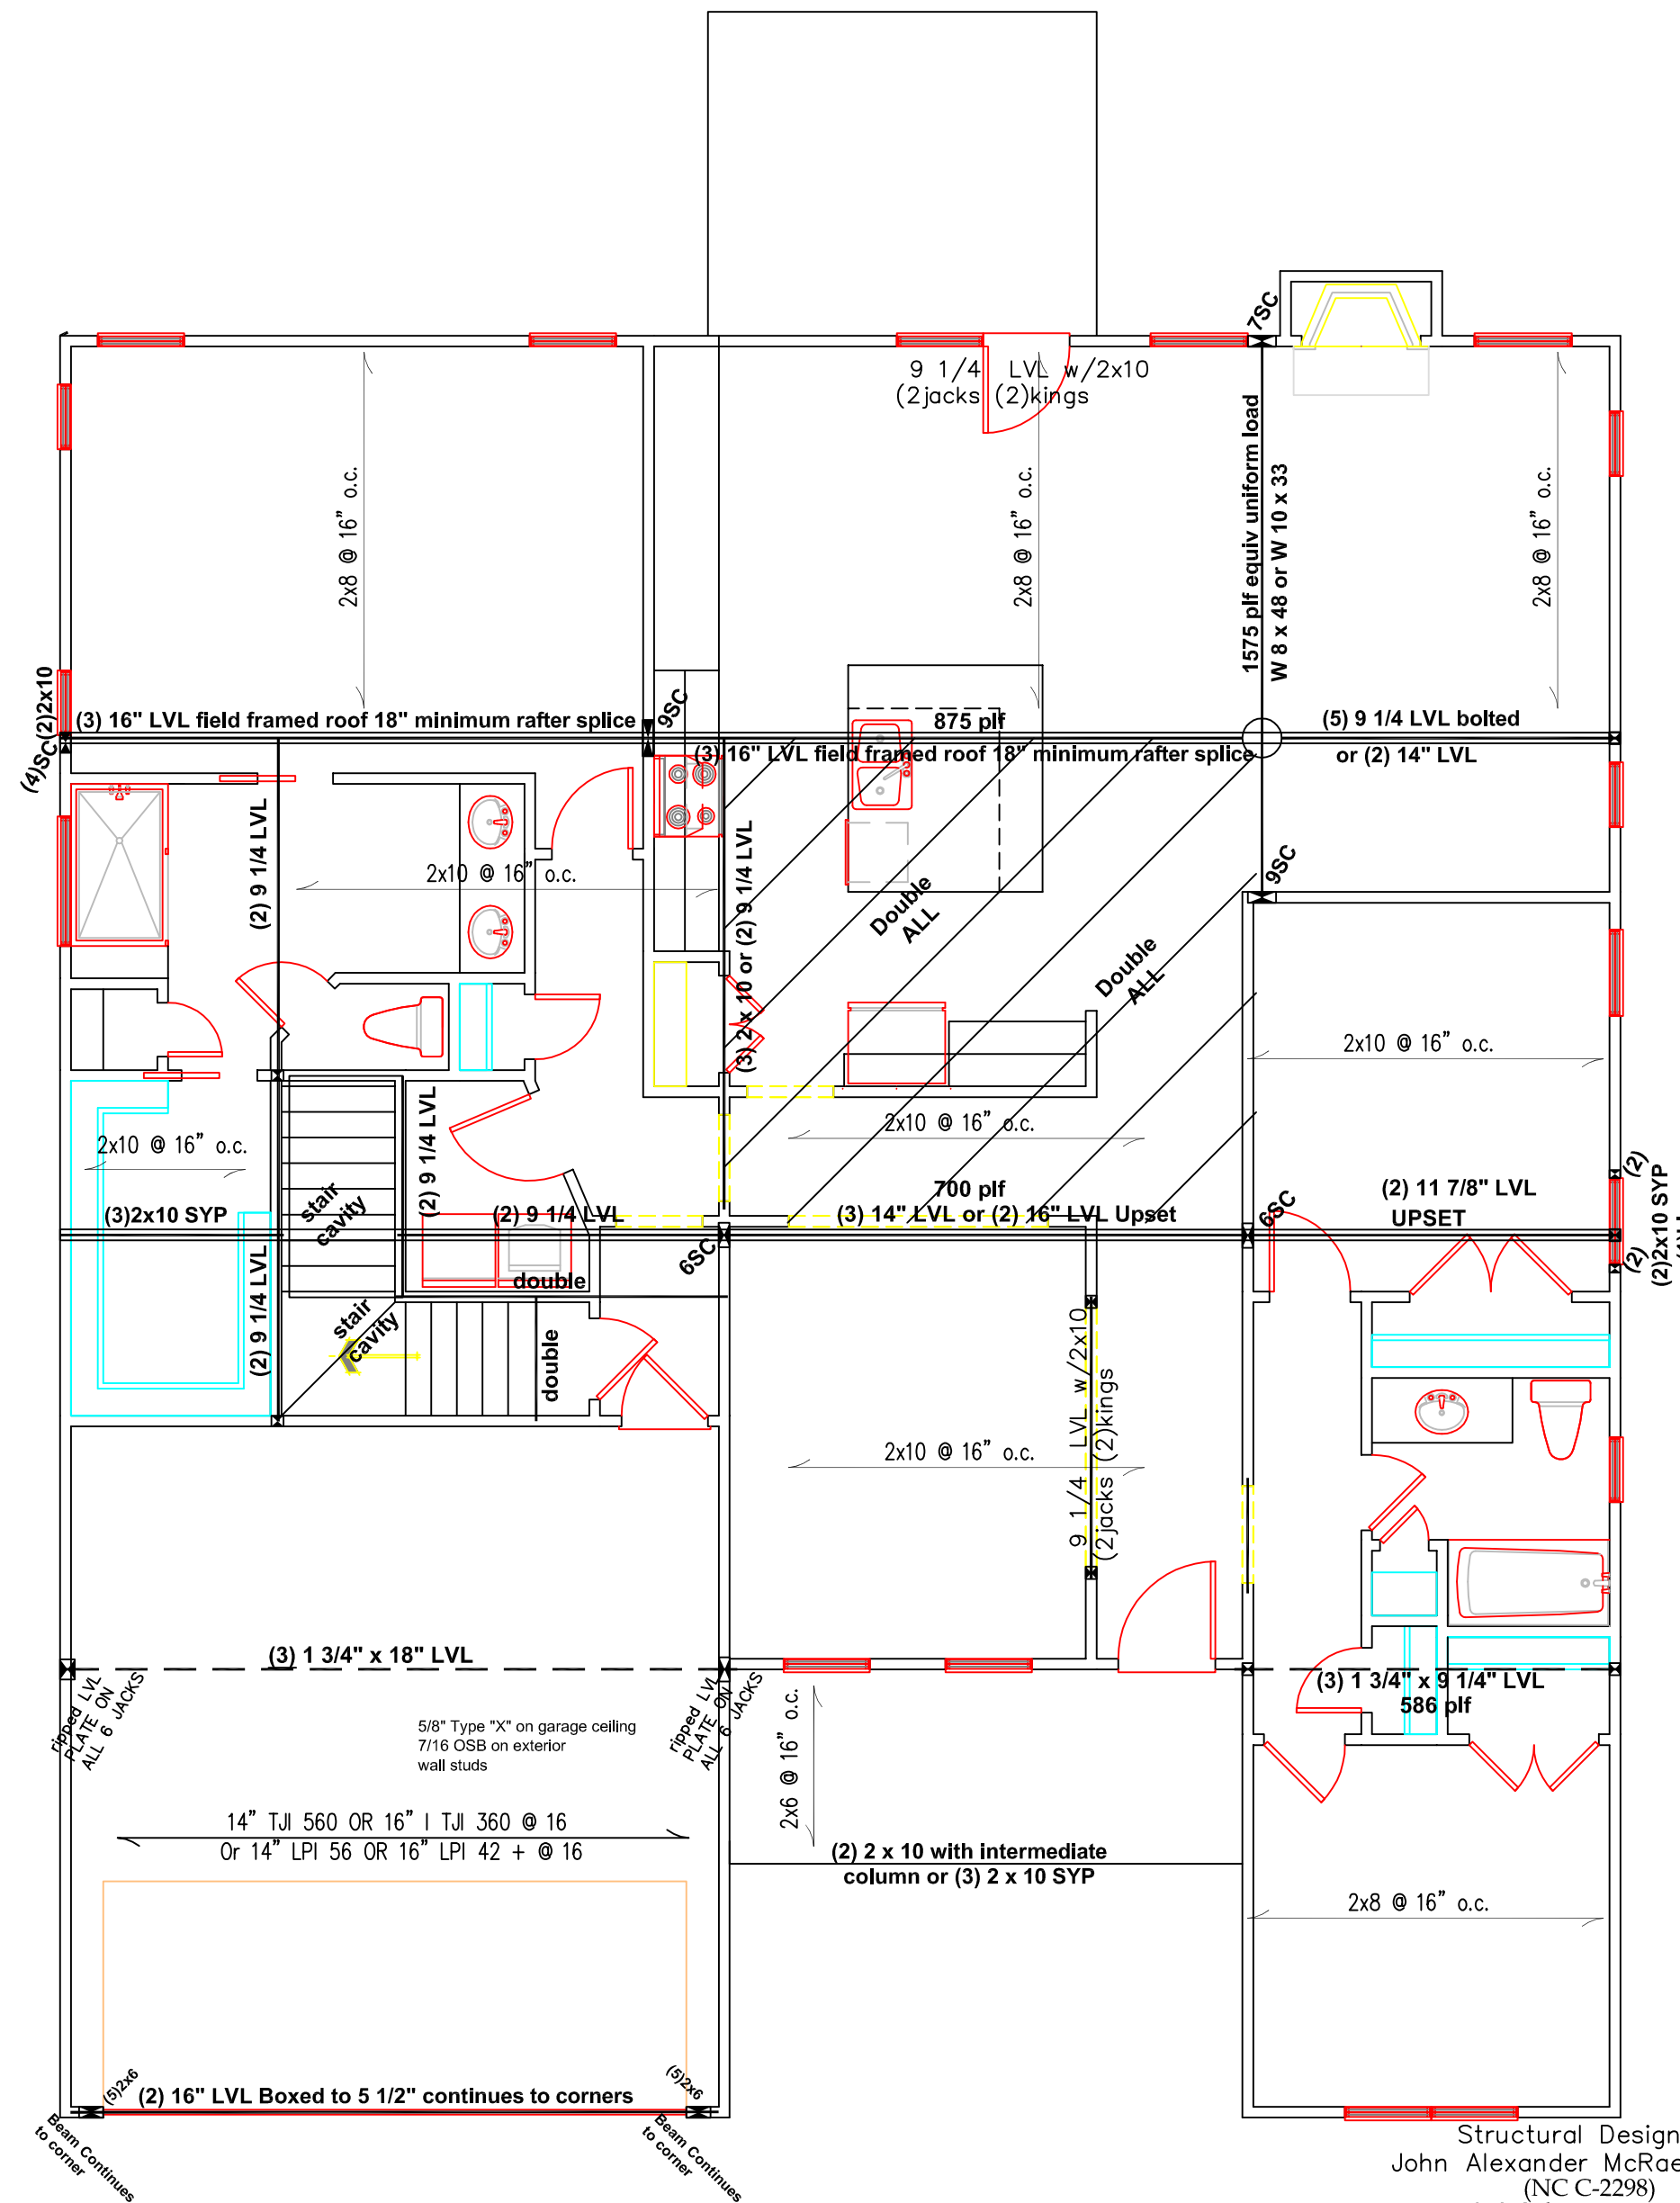 7SC
9 1/4 LVL w/2x10
(2jacks (2)kings
1575 plf equiv uniform load
W 8 x 48 or W 10 x 33
2x8 @ 16" o.c.
2x8 @ 16" o.c.
2x8 @ 16" o.c.
(2)2x10
(4)SC
(3) 16" LVL field framed roof 18" minimum rafter splice
9SC
875 plf
(3) 16" LVL field framed roof 18" minimum rafter splice
(5) 9 1/4 LVL bolted
or (2) 14" LVL
(2) 9 1/4 LVL
2x10 @ 16" o.c.
(3) 2 x 10 or (2) 9 1/4 LVL
Double
ALL
9SC
Double
ALL
2x10 @ 16" o.c.
2x10 @ 16" o.c.
(2) 9 1/4 LVL
2x10 @ 16" o.c.
stair
cavity
(3)2x10 SYP
(2) 9 1/4 LVL
700 plf
(3) 14" LVL or (2) 16" LVL Upset
6SC
6SC
(2) 11 7/8" LVL
UPSET
(2)
(2)
(2)2x10 SYP
double
(2) 9 1/4 LVL
stair
cavity
double
9 1/4 LVL w/2x10
(2jacks (2)kings
2x10 @ 16" o.c.
(3) 1 3/4" x 18" LVL
ripped LVL
PLATE ON
ALL 6 JACKS
ripped LVL
PLATE ON
ALL 6 JACKS
(3) 1 3/4" x 9 1/4" LVL
586 plf
5/8" Type "X" on garage ceiling
7/16 OSB on exterior
wall studs
2x6 @ 16" o.c.
14" TJI 560 OR 16" I TJI 360 @ 16
Or 14" LPI 56 OR 16" LPI 42 + @ 16
(2) 2 x 10 with intermediate
column or (3) 2 x 10 SYP
2x8 @ 16" o.c.
(5)2x6
(2) 16" LVL Boxed to 5 1/2" continues to corners
(5)2x6
Beam Continues
to corner
Beam Continues
to corner
Structural Design
John Alexander McRae
(NC C-2298)